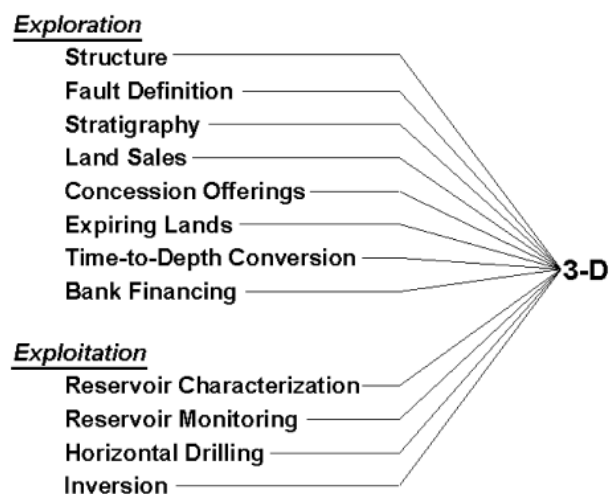 Exploration
Structure
Fault Definition
Stratigraphy
Land Sales
Concession Offerings
Expiring Lands
Time-to-Depth Conversion
Bank Financing
3-D
Exploitation
Reservoir Characterization
Reservoir Monitoring
Horizontal Drilling
Inversion